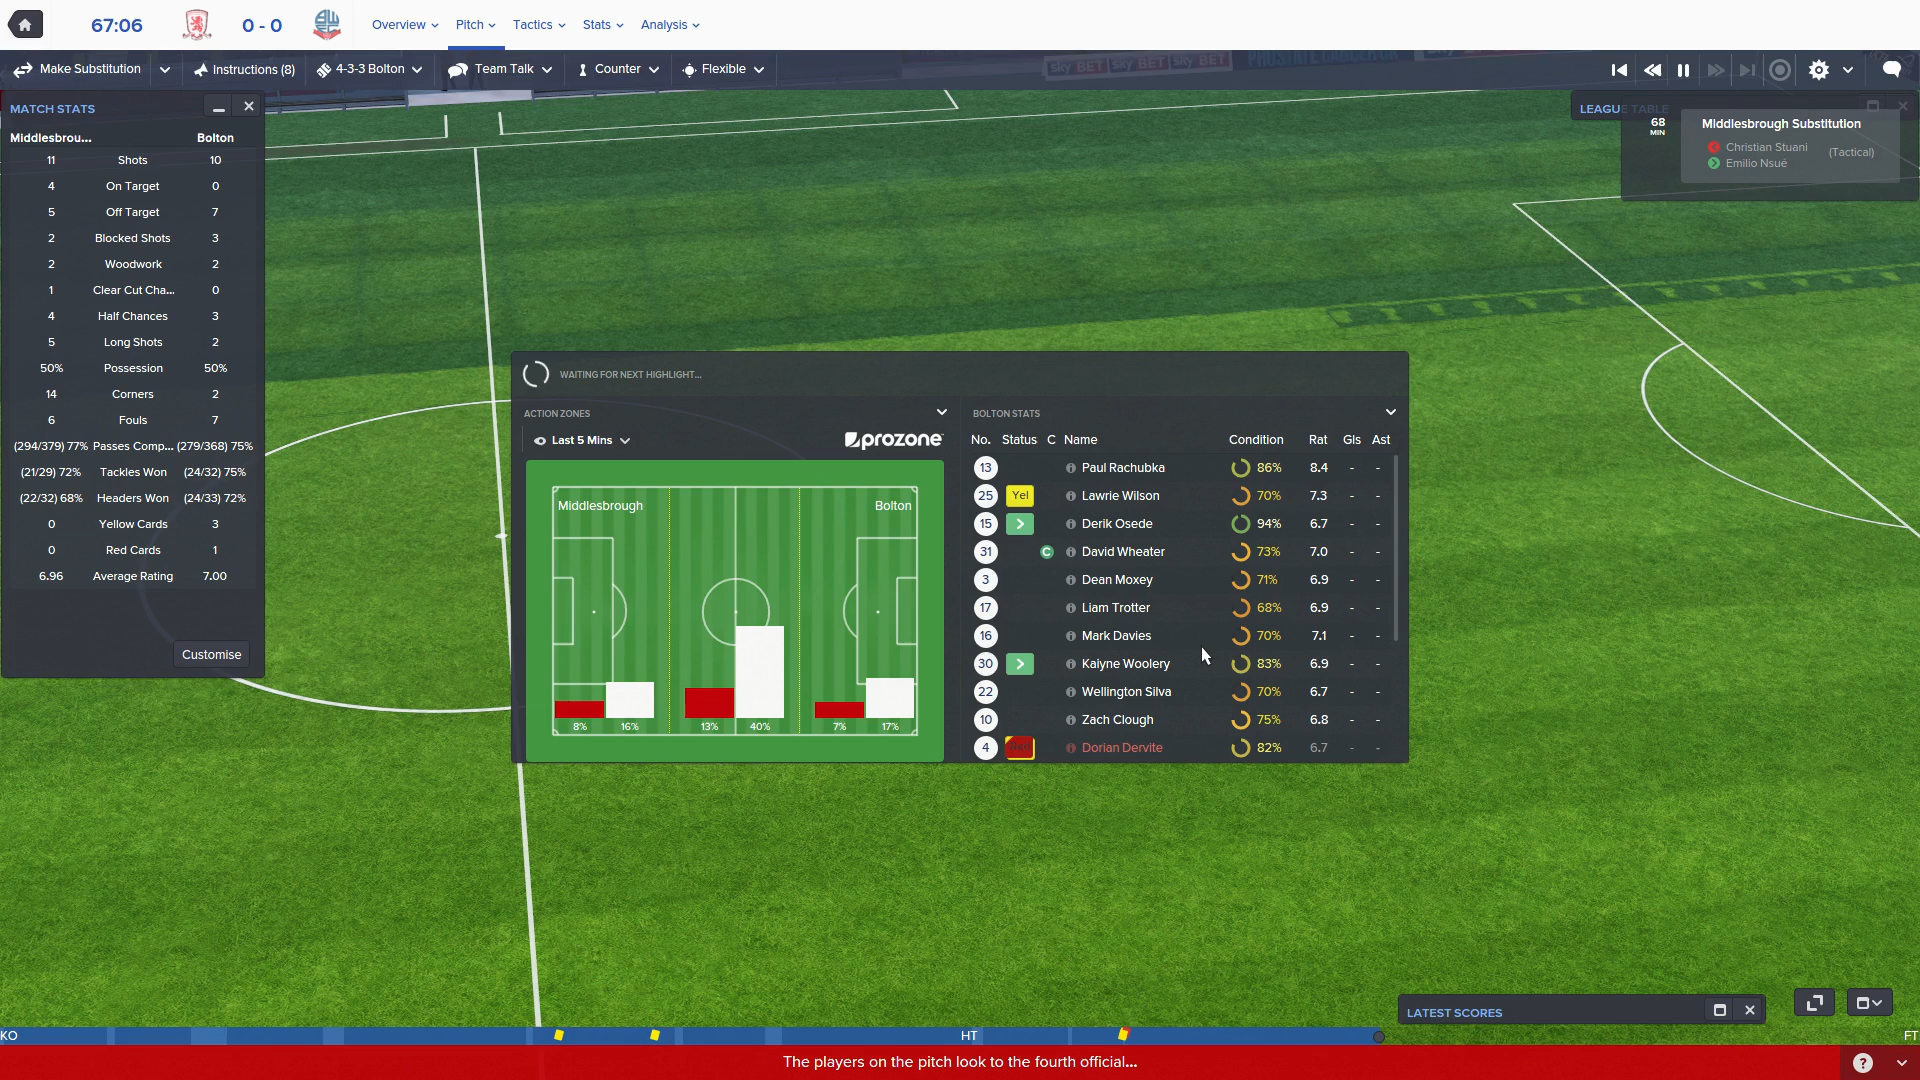 67:06
0 - 0
Overview
Pitch
Tactics
Stats
Analysis
Make Substitution
Instructions (8)
4-3-3 Bolton
Team Talk
Counter
Flexible
sky BET sky BET sky BET
MATCH STATS
Middlesbrou... Bolton
11 Shots 10
4 On Target 0
5 Off Target 7
2 Blocked Shots 3
2 Woodwork 2
1 Clear Cut Cha... 0
4 Half Chances 3
5 Long Shots 2
50% Possession 50%
14 Corners 2
6 Fouls 7
(294/379) 77% Passes Comp... (279/368) 75%
(21/29) 72% Tackles Won (24/32) 75%
(22/32) 68% Headers Won (24/33) 72%
0 Yellow Cards 3
0 Red Cards 1
6.96 Average Rating 7.00
Customise
LEAGUE TABLE
68
MIN
Middlesbrough Substitution
Christian Stuani
Emilio Nsué
(Tactical)
WAITING FOR NEXT HIGHLIGHT...
ACTION ZONES
Last 5 Mins
prozone
Middlesbrough Bolton
8% 16% 13% 40% 7% 17%
BOLTON STATS
No. Status C Name Condition Rat Gls Ast
13 Paul Rachubka 86% 8.4 - -
25 Yel Lawrie Wilson 70% 7.3 - -
15 Derik Osede 94% 6.7 - -
31 C David Wheater 73% 7.0 - -
3 Dean Moxey 71% 6.9 - -
17 Liam Trotter 68% 6.9 - -
16 Mark Davies 70% 7.1 - -
30 Kaiyne Woolery 83% 6.9 - -
22 Wellington Silva 70% 6.7 - -
10 Zach Clough 75% 6.8 - -
4 Dorian Dervite 82% 6.7 - -
LATEST SCORES
KO
HT
FT
The players on the pitch look to the fourth official...
?